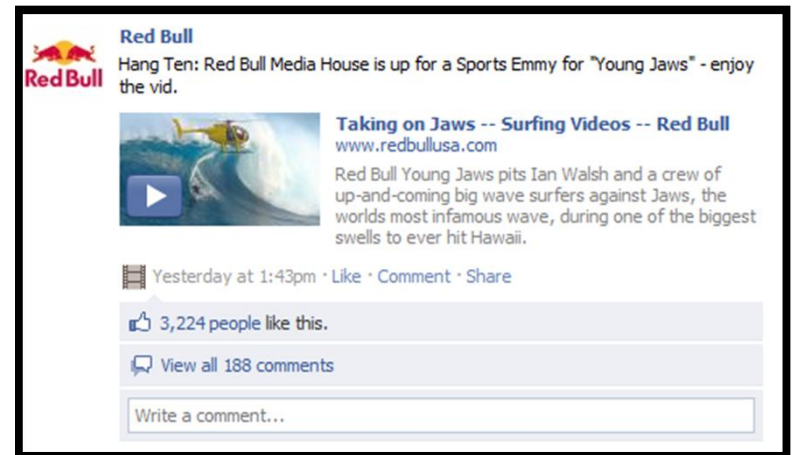 Red Bull
Red Bull
Hang Ten: Red Bull Media House is up for a Sports Emmy for "Young Jaws" - enjoy
the vid.
Taking on Jaws -- Surfing Videos -- Red Bull
www.redbullusa.com
Red Bull Young Jaws pits Ian Walsh and a crew of
up-and-coming big wave surfers against Jaws, the
worlds most infamous wave, during one of the biggest
swells to ever hit Hawaii.
Yesterday at 1:43pm · Like · Comment · Share
3,224 people like this.
View all 188 comments
Write a comment...